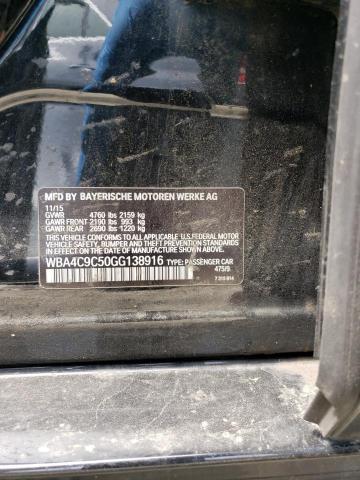 MFD BY BAYERISCHE MOTOREN WERKE AG
11/15
GVWR 4760 lbs 2159 kg
GAWR FRONT 2190 lbs 993 kg
GAWR REAR 2690 lbs 1220 kg
THIS VEHICLE CONFORMS TO ALL APPLICABLE U.S. FEDERAL MOTOR
VEHICLE SAFETY, BUMPER AND THEFT PREVENTION STANDARDS IN
EFFECT ON THE DATE OF MANUFACTURE SHOWN ABOVE.
WBA4C9C50GG138916 TYPE: PASSENGER CAR
475/9